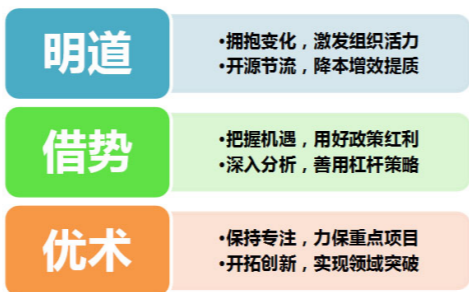 明道
•拥抱变化，激发组织活力
•开源节流，降本增效提质
借势
•把握机遇，用好政策红利
•深入分析，善用杠杆策略
优术
•保持专注，力保重点项目
•开拓创新，实现领域突破